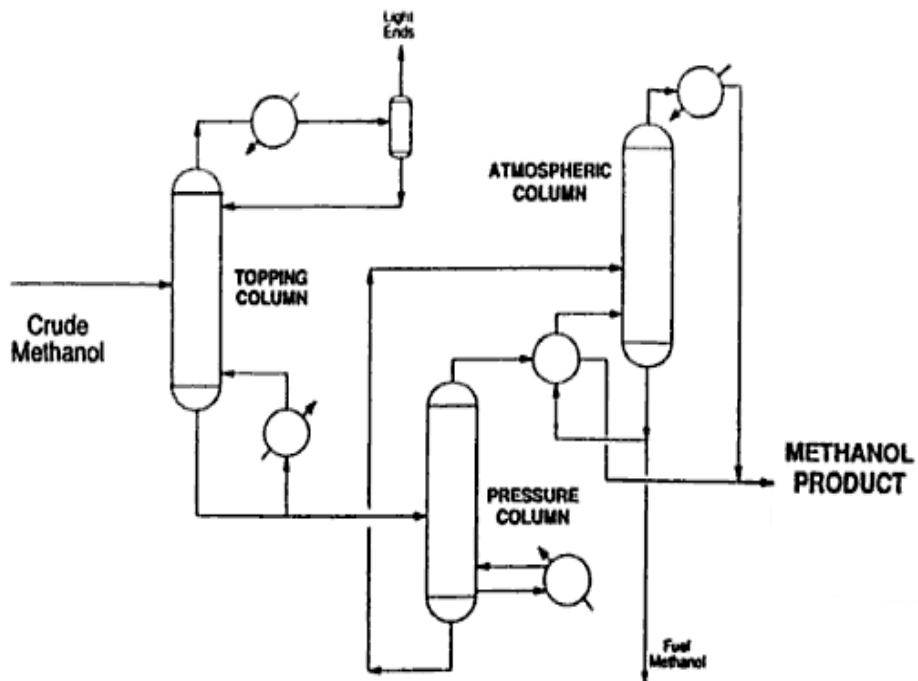 Light
Ends
ATMOSPHERIC
COLUMN
TOPPING
COLUMN
Crude
Methanol
METHANOL
PRODUCT
PRESSURE
COLUMN
Fuel
Methanol